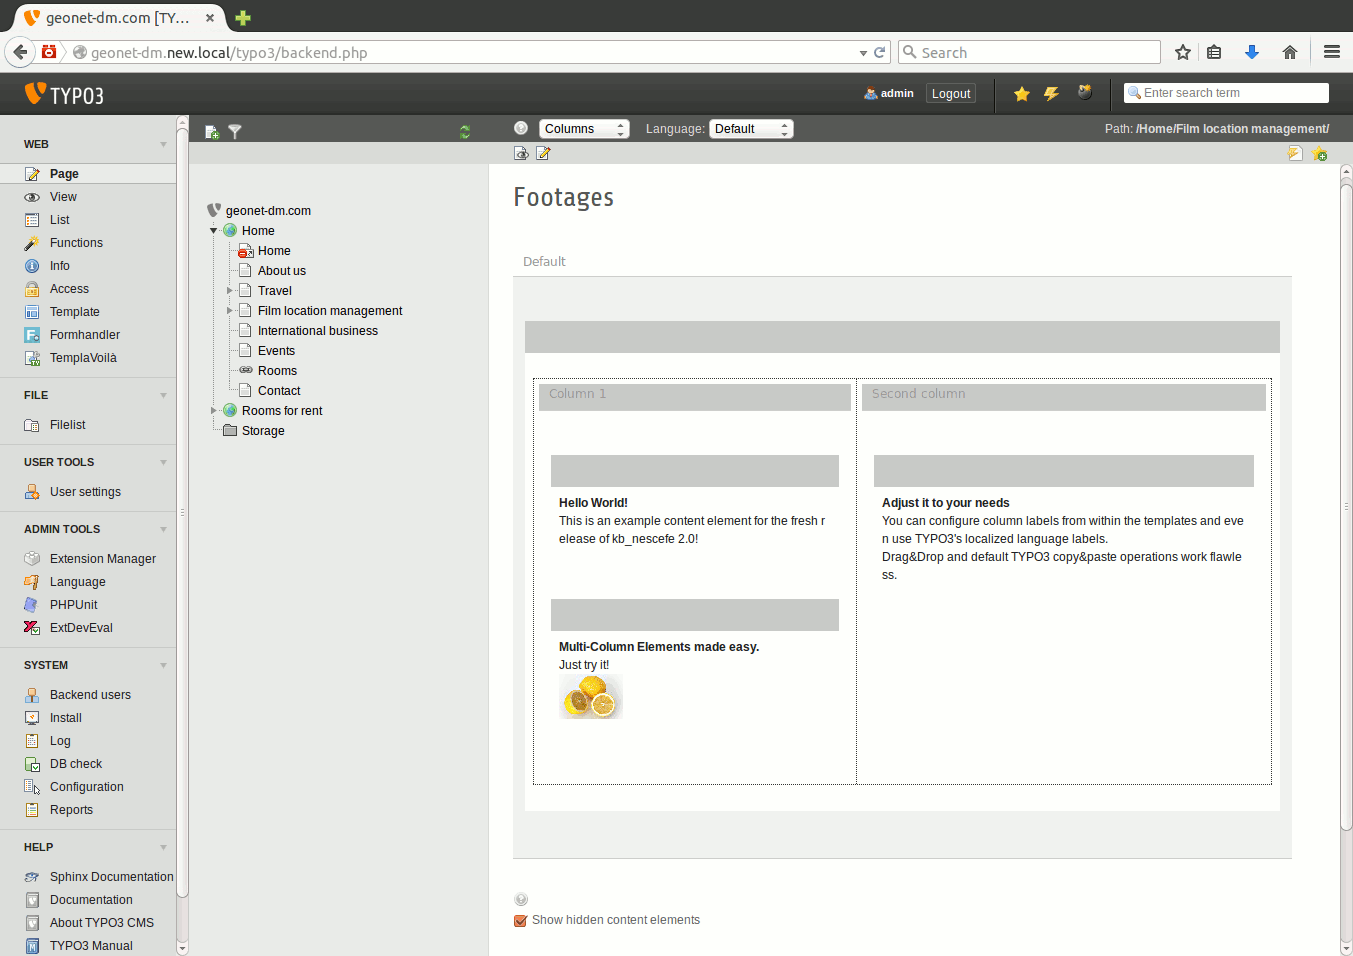 geonet-dm.com [TY...
geonet-dm.new.local/typo3/backend.php
Search
TYPO3
admin
Logout
Enter search term
WEB
Page
View
List
Functions
Info
Access
Template
Formhandler
TemplaVoilà
FILE
Filelist
USER TOOLS
User settings
ADMIN TOOLS
Extension Manager
Language
PHPUnit
ExtDevEval
SYSTEM
Backend users
Install
Log
DB check
Configuration
Reports
HELP
Sphinx Documentation
Documentation
About TYPO3 CMS
TYPO3 Manual
geonet-dm.com
Home
Home
About us
Travel
Film location management
International business
Events
Rooms
Contact
Rooms for rent
Storage
Columns
Language: Default
Path: /Home/Film location management/
Footages
Default
Column 1
Hello World!
This is an example content element for the fresh r
elease of kb_nescefe 2.0!
Multi-Column Elements made easy.
Just try it!
Second column
Adjust it to your needs
You can configure column labels from within the templates and eve
n use TYPO3's localized language labels.
Drag&Drop and default TYPO3 copy&paste operations work flawle
ss.
Show hidden content elements